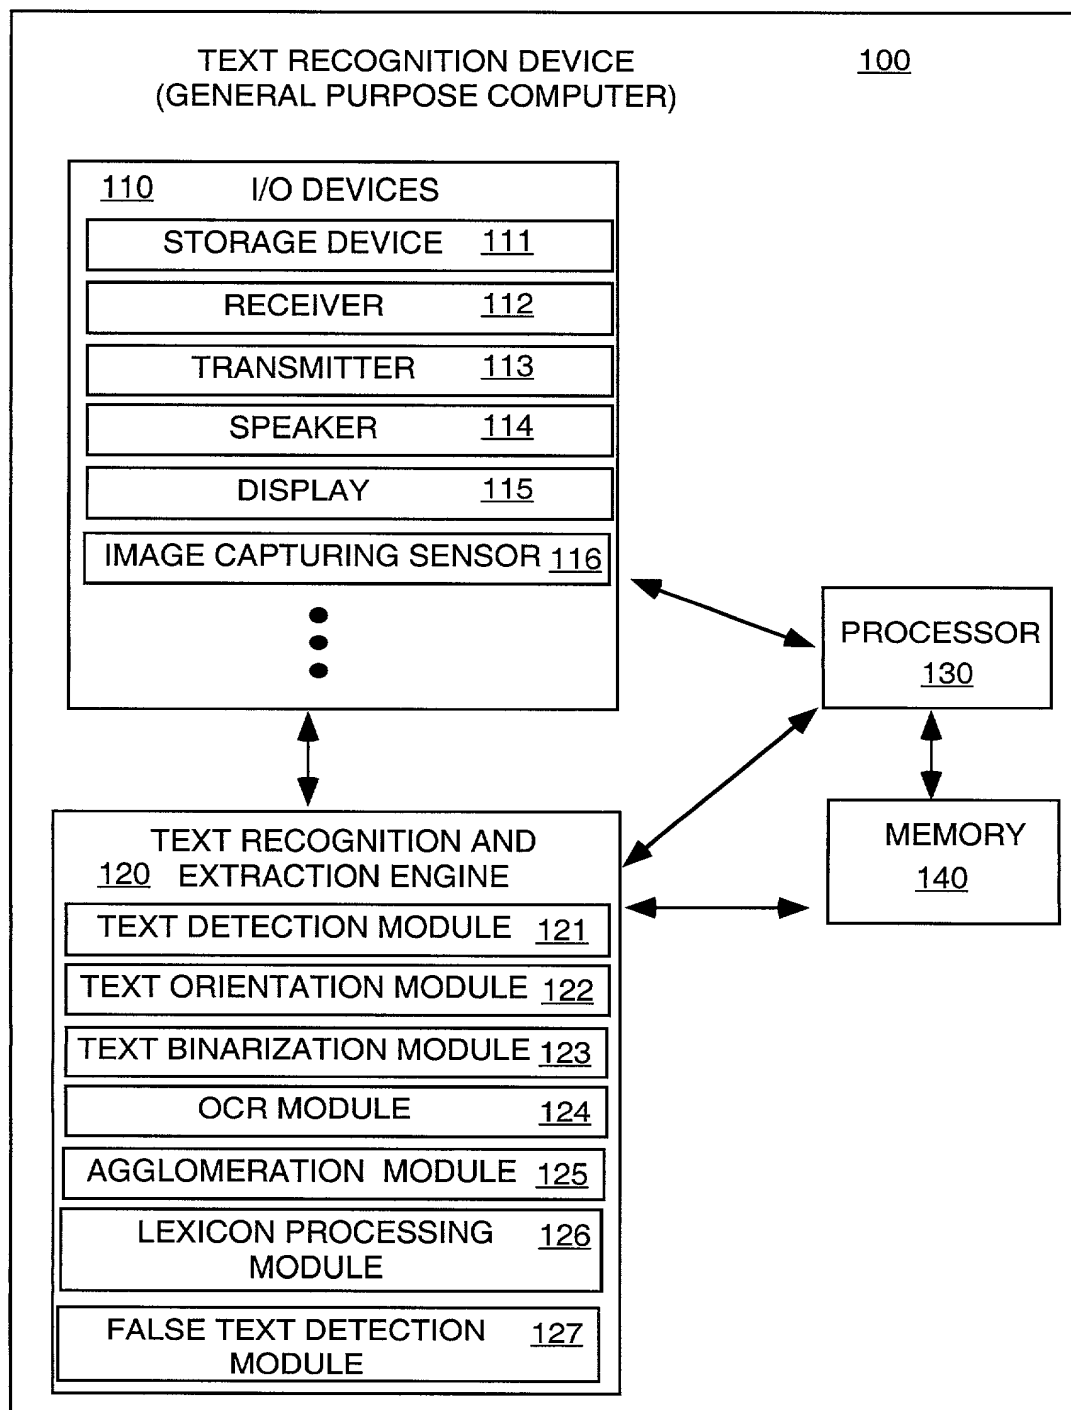 TEXT RECOGNITION DEVICE 100
(GENERAL PURPOSE COMPUTER)
110 I/O DEVICES
STORAGE DEVICE 111
RECEIVER 112
TRANSMITTER 113
SPEAKER 114
DISPLAY 115
IMAGE CAPTURING SENSOR 116
PROCESSOR
130
MEMORY
140
TEXT RECOGNITION AND
120 EXTRACTION ENGINE
TEXT DETECTION MODULE 121
TEXT ORIENTATION MODULE 122
TEXT BINARIZATION MODULE 123
OCR MODULE 124
AGGLOMERATION MODULE 125
LEXICON PROCESSING 126
MODULE
FALSE TEXT DETECTION 127
MODULE